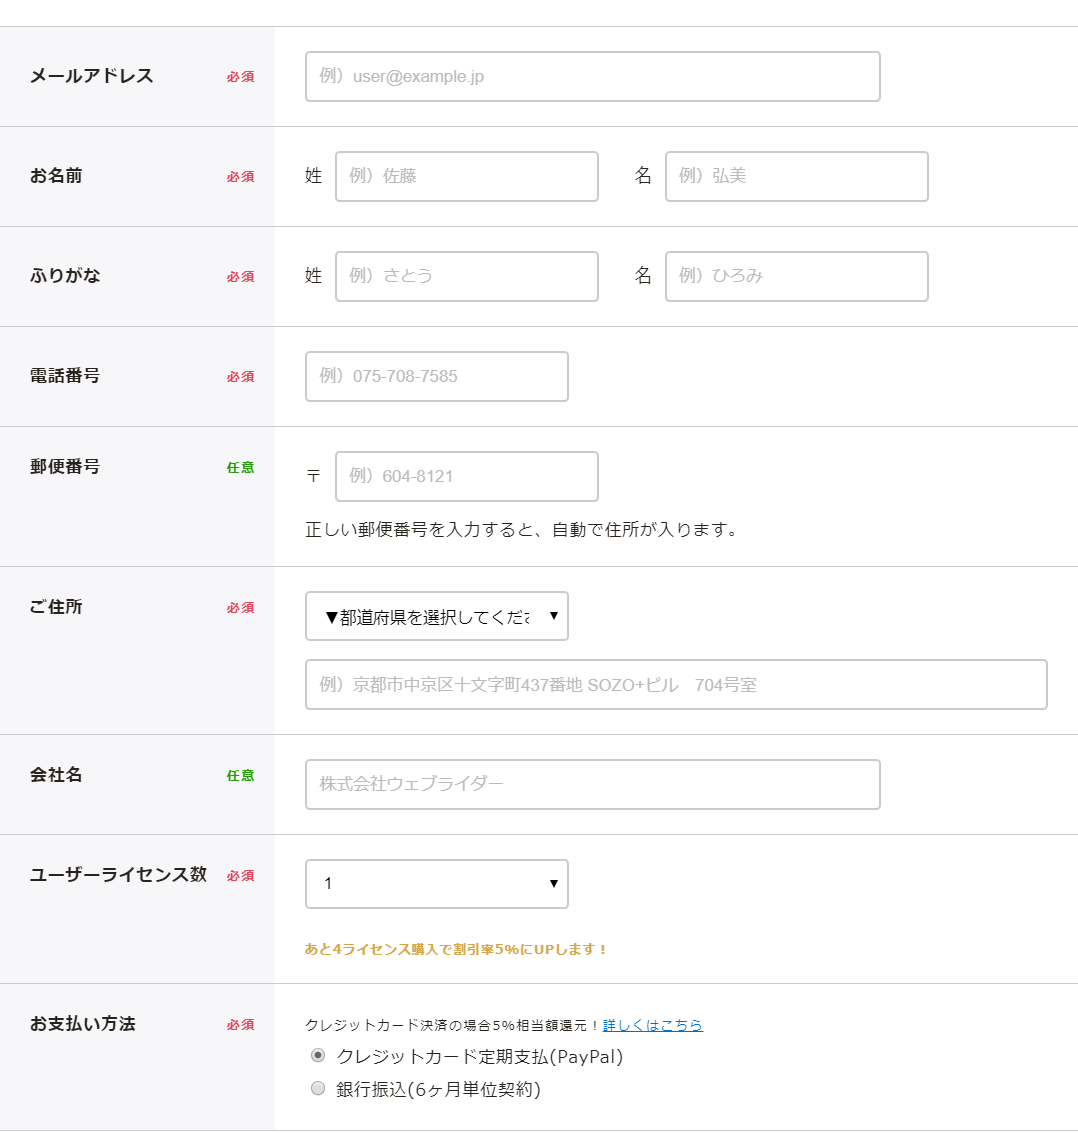 メールアドレス 必須 例）user@example.jp
お名前 必須 姓 例）佐藤 名 例）弘美
ふりがな 必須 姓 例）さとう 名 例）ひろみ
電話番号 必須 例）075-708-7585
郵便番号 任意 〒 例）604-8121
正しい郵便番号を入力すると、自動で住所が入ります。
ご住所 必須 ▼都道府県を選択してくださ ▼
例）京都市中京区十文字町437番地 SOZO+ビル　704号室
会社名 任意 株式会社ウェブライダー
ユーザーライセンス数 必須 1 ▼
あと4ライセンス購入で割引率5%にUPします！
お支払い方法 必須 クレジットカード決済の場合5%相当額還元！詳しくはこちら
クレジットカード定期支払(PayPal)
銀行振込(6ヶ月単位契約)